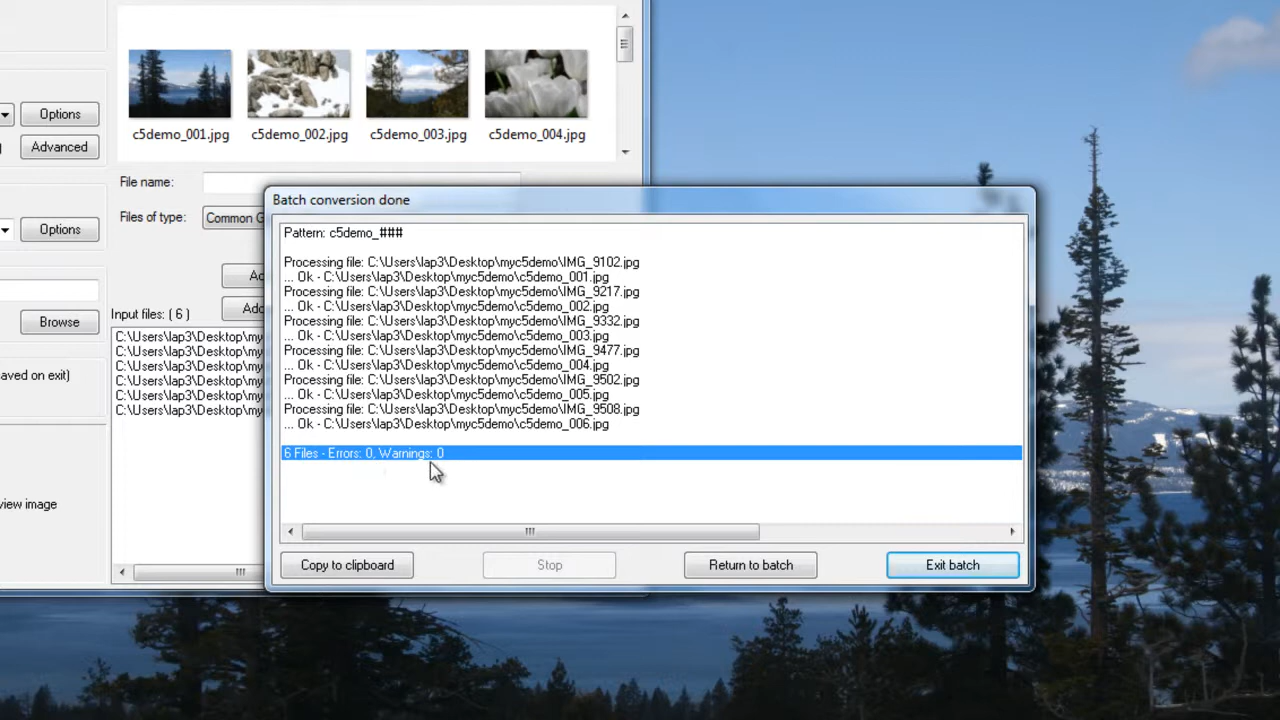 c5demo_001.jpg
c5demo_002.jpg
c5demo_003.jpg
c5demo_004.jpg
Options
Advanced
File name:
Files of type:
Common G
Options
Batch conversion done
Pattern: c5demo_###
Processing file: C:\Users\lap3\Desktop\myc5demo\IMG_9102.jpg
... Ok - C:\Users\lap3\Desktop\myc5demo\c5demo_001.jpg
Processing file: C:\Users\lap3\Desktop\myc5demo\IMG_9217.jpg
... Ok - C:\Users\lap3\Desktop\myc5demo\c5demo_002.jpg
Processing file: C:\Users\lap3\Desktop\myc5demo\IMG_9332.jpg
... Ok - C:\Users\lap3\Desktop\myc5demo\c5demo_003.jpg
Processing file: C:\Users\lap3\Desktop\myc5demo\IMG_9477.jpg
... Ok - C:\Users\lap3\Desktop\myc5demo\c5demo_004.jpg
Processing file: C:\Users\lap3\Desktop\myc5demo\IMG_9502.jpg
... Ok - C:\Users\lap3\Desktop\myc5demo\c5demo_005.jpg
Processing file: C:\Users\lap3\Desktop\myc5demo\IMG_9508.jpg
... Ok - C:\Users\lap3\Desktop\myc5demo\c5demo_006.jpg
6 Files - Errors: 0, Warnings: 0
Copy to clipboard
Stop
Return to batch
Exit batch
Ad
Add
Browse
Input files: ( 6 )
C:\Users\lap3\Desktop\my
C:\Users\lap3\Desktop\my
C:\Users\lap3\Desktop\my
C:\Users\lap3\Desktop\my
C:\Users\lap3\Desktop\my
C:\Users\lap3\Desktop\my
aved on exit)
view image